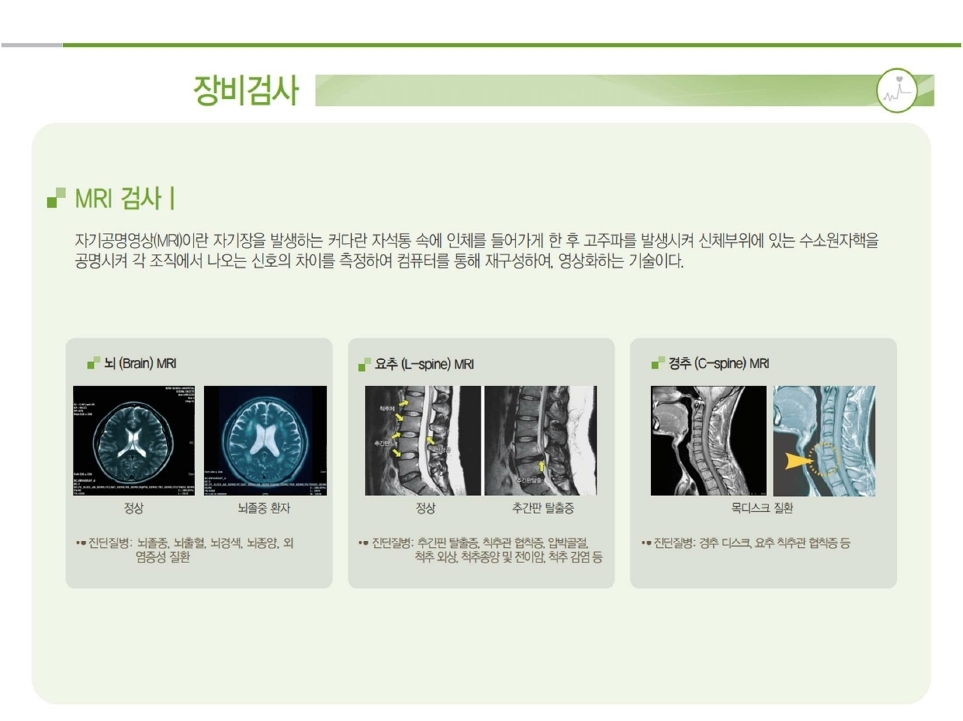 장비검사
MRI 검사
자기공명영상(MRI)이란 자기장을 발생하는 커다란 자석통 속에 인체를 들어가게 한 후 고주파를 발생시켜 신체부위에 있는 수소원자핵을
공명시켜 각 조직에서 나오는 신호의 차이를 측정하여 컴퓨터를 통해 재구성하여, 영상화하는 기술이다.
뇌 (Brain) MRI
정상
뇌졸중 환자
진단질병: 뇌졸중, 뇌출혈, 뇌경색, 뇌종양, 외
염증성 질환
요추 (L-spine) MRI
척추체
추간판
추간판탈출
정상
추간판 탈출증
진단질병: 추간판 탈출증, 척추관 협착증, 압박골절,
척추 외상, 척추종양 및 전이암, 척추 감염 등
경추 (C-spine) MRI
목디스크 질환
진단질병: 경추 디스크, 요추 척추관 협착증 등